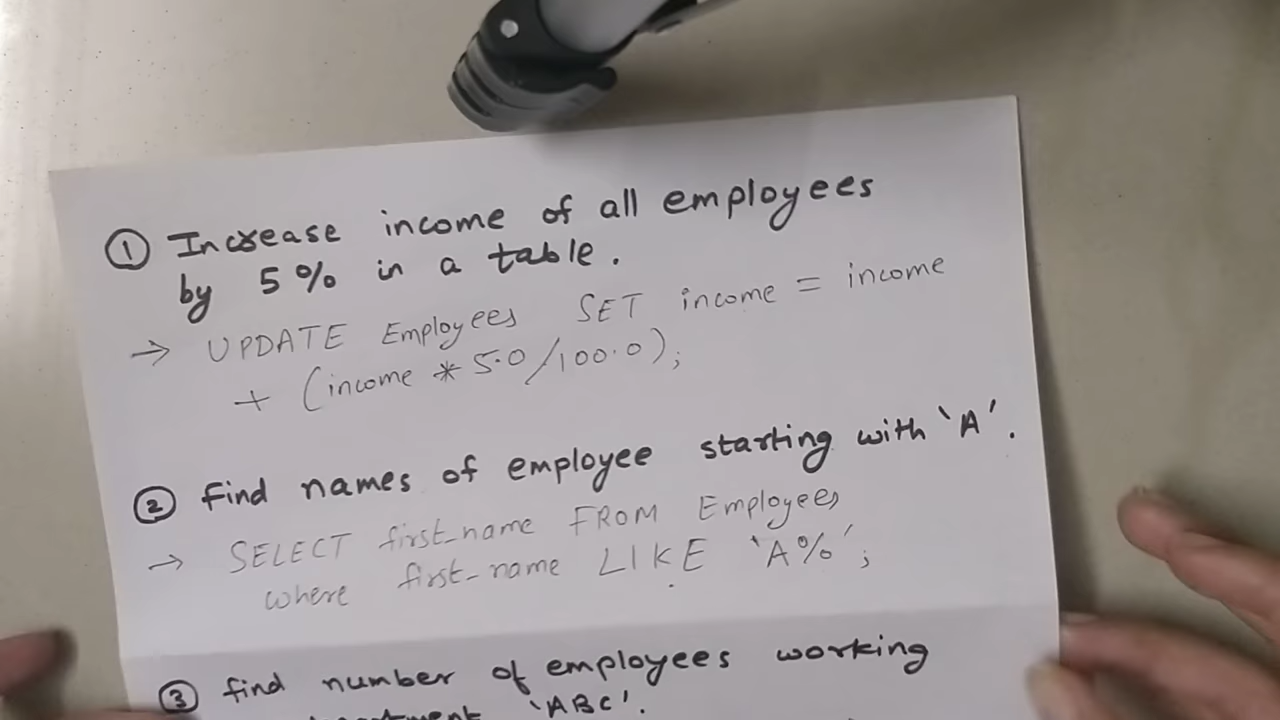 ① Increase income of all employees
by 5% in a table.
→ UPDATE Employees SET income = income
+ (income * 5.0/100.0);
② Find names of employee starting with 'A'.
→ SELECT first_name FROM Employees
where first_name LIKE 'A%';
③ find number of employees working
'ABC'.